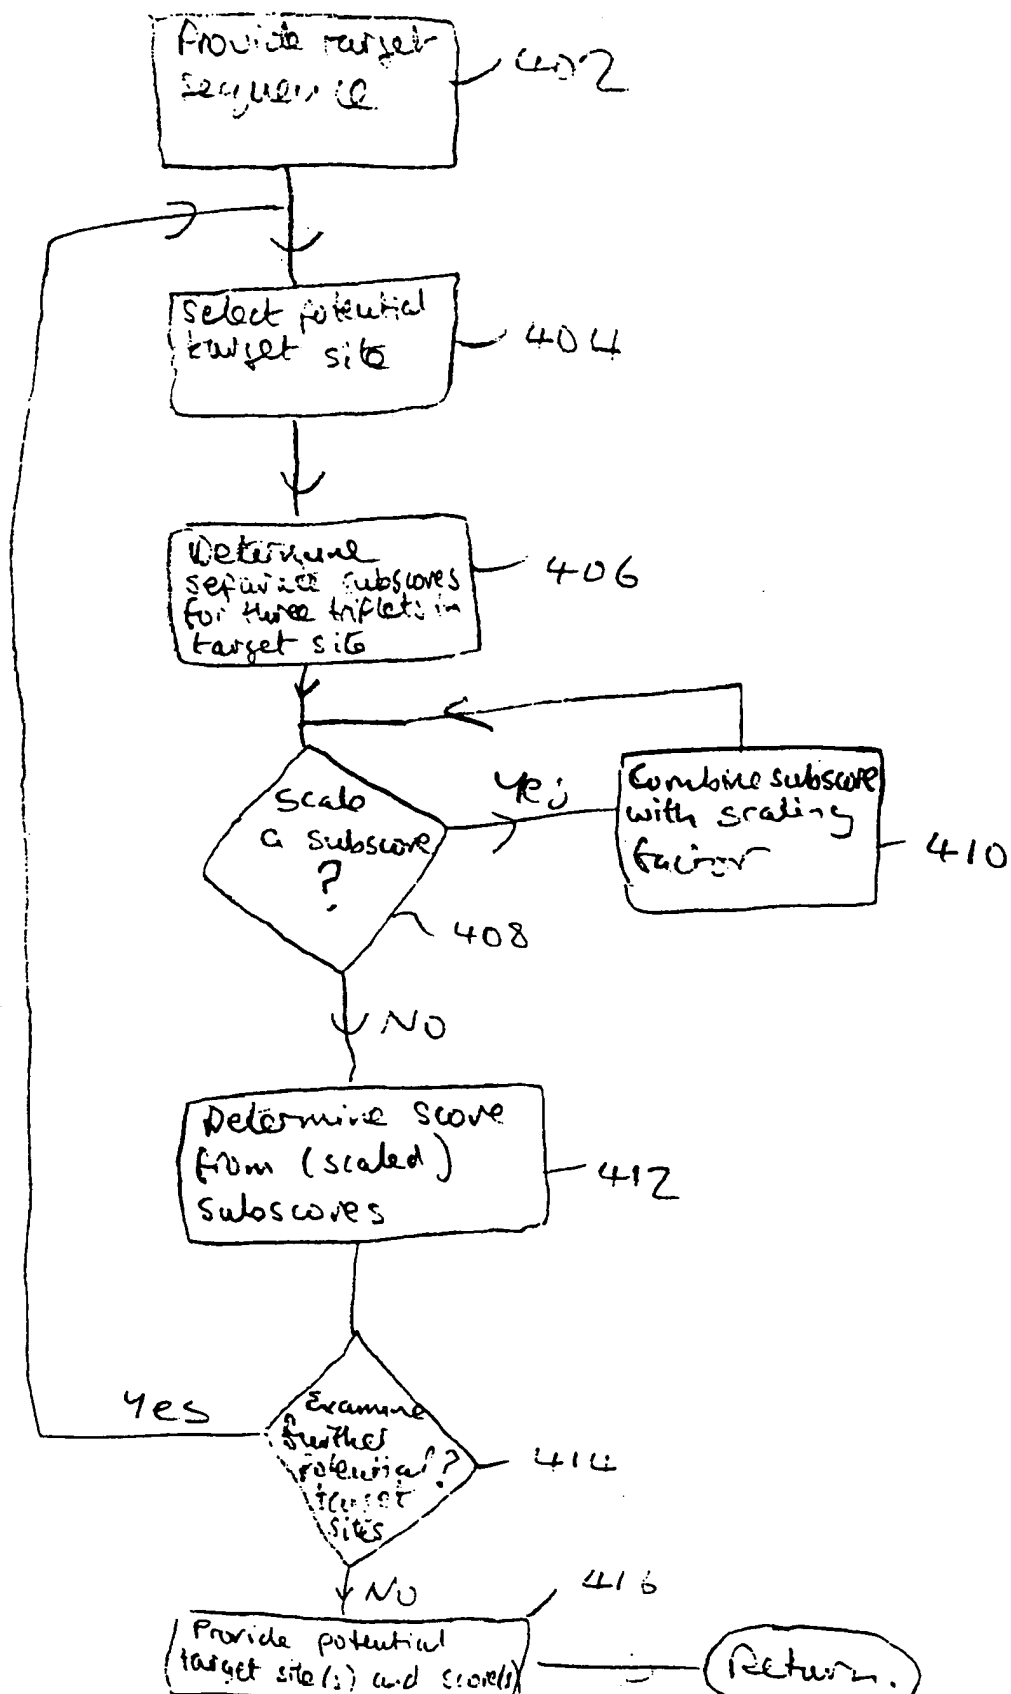 Provide target
sequence
402
Select potential
target site
404
Determine
separate subscores
for three triplets in
target site
406
Scale
a subscore
?
408
Yes
Combine subscore
with scaling
factor
410
NO
Determine score
from (scaled)
subscores
412
Yes
Examine
further
potential ?
target
sites
414
NO
416
Provide potential
target site(s) and score(s)
Return.